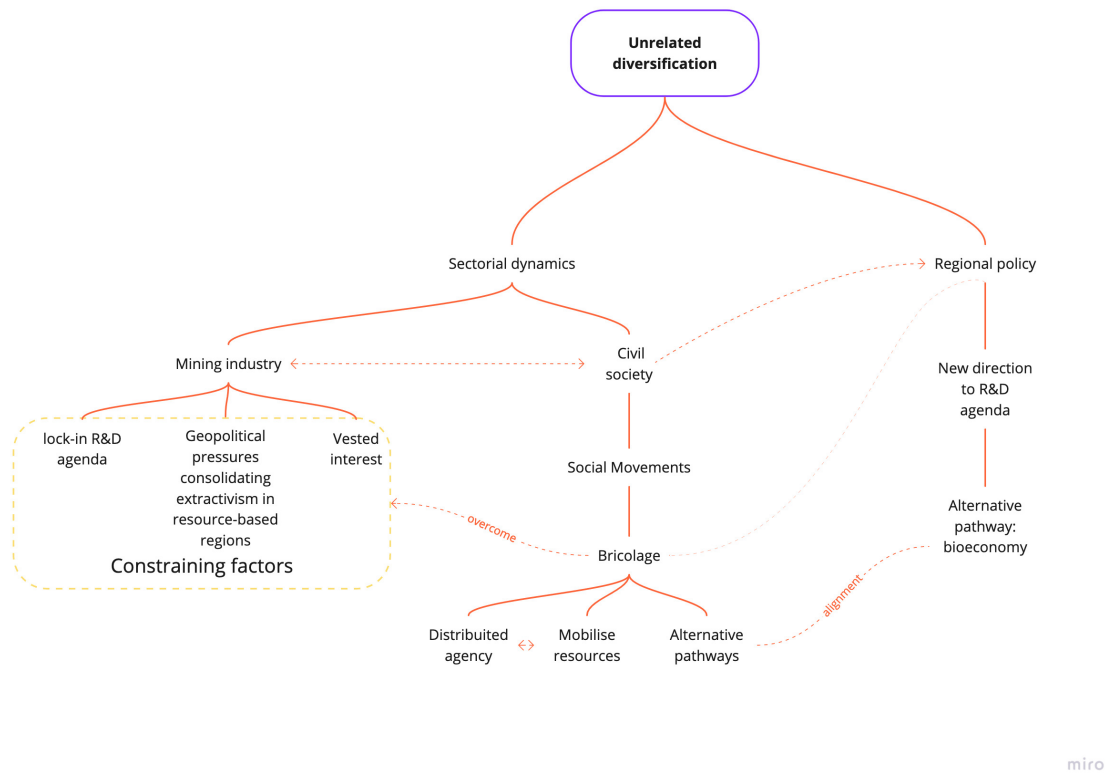 Unrelated
diversification
Sectorial dynamics
Regional policy
Mining industry
Civil
society
New direction
to R&D
agenda
lock-in R&D
agenda
Geopolitical
pressures
consolidating
extractivism in
resource-based
regions
Vested
interest
Constraining factors
Social Movements
overcome
Bricolage
Alternative
pathway:
bioeconomy
alignment
Distribuited
agency
Mobilise
resources
Alternative
pathways
miro